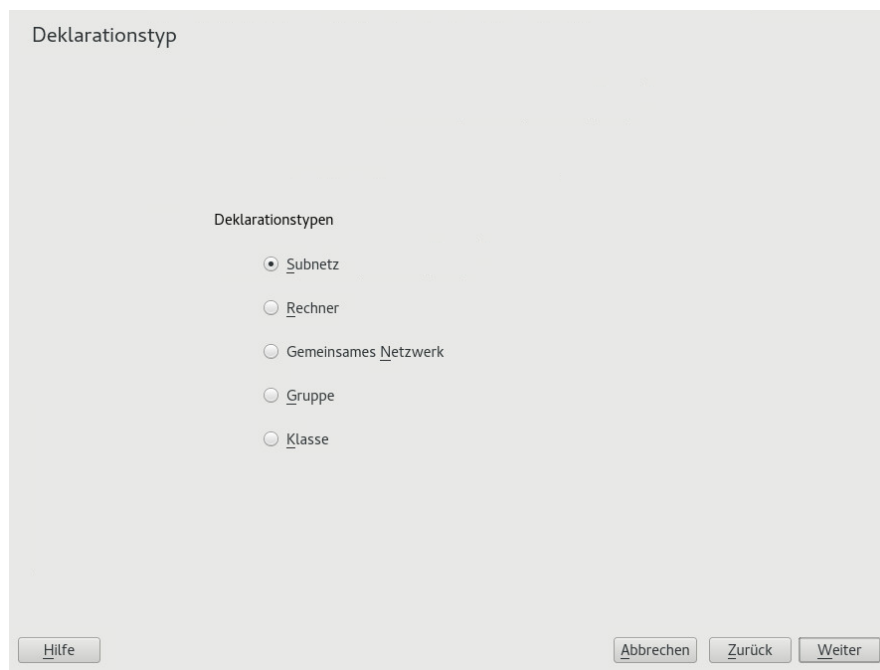 Deklarationstyp
Deklarationstypen
Subnetz
Rechner
Gemeinsames Netzwerk
Gruppe
Klasse
Hilfe
Abbrechen
Zurück
Weiter